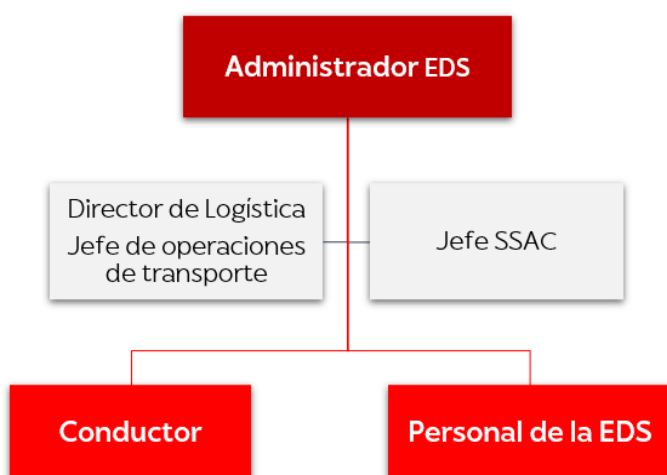 Administrador EDS
Director de Logística
Jefe de operaciones
de transporte
Jefe SSAC
Conductor
Personal de la EDS